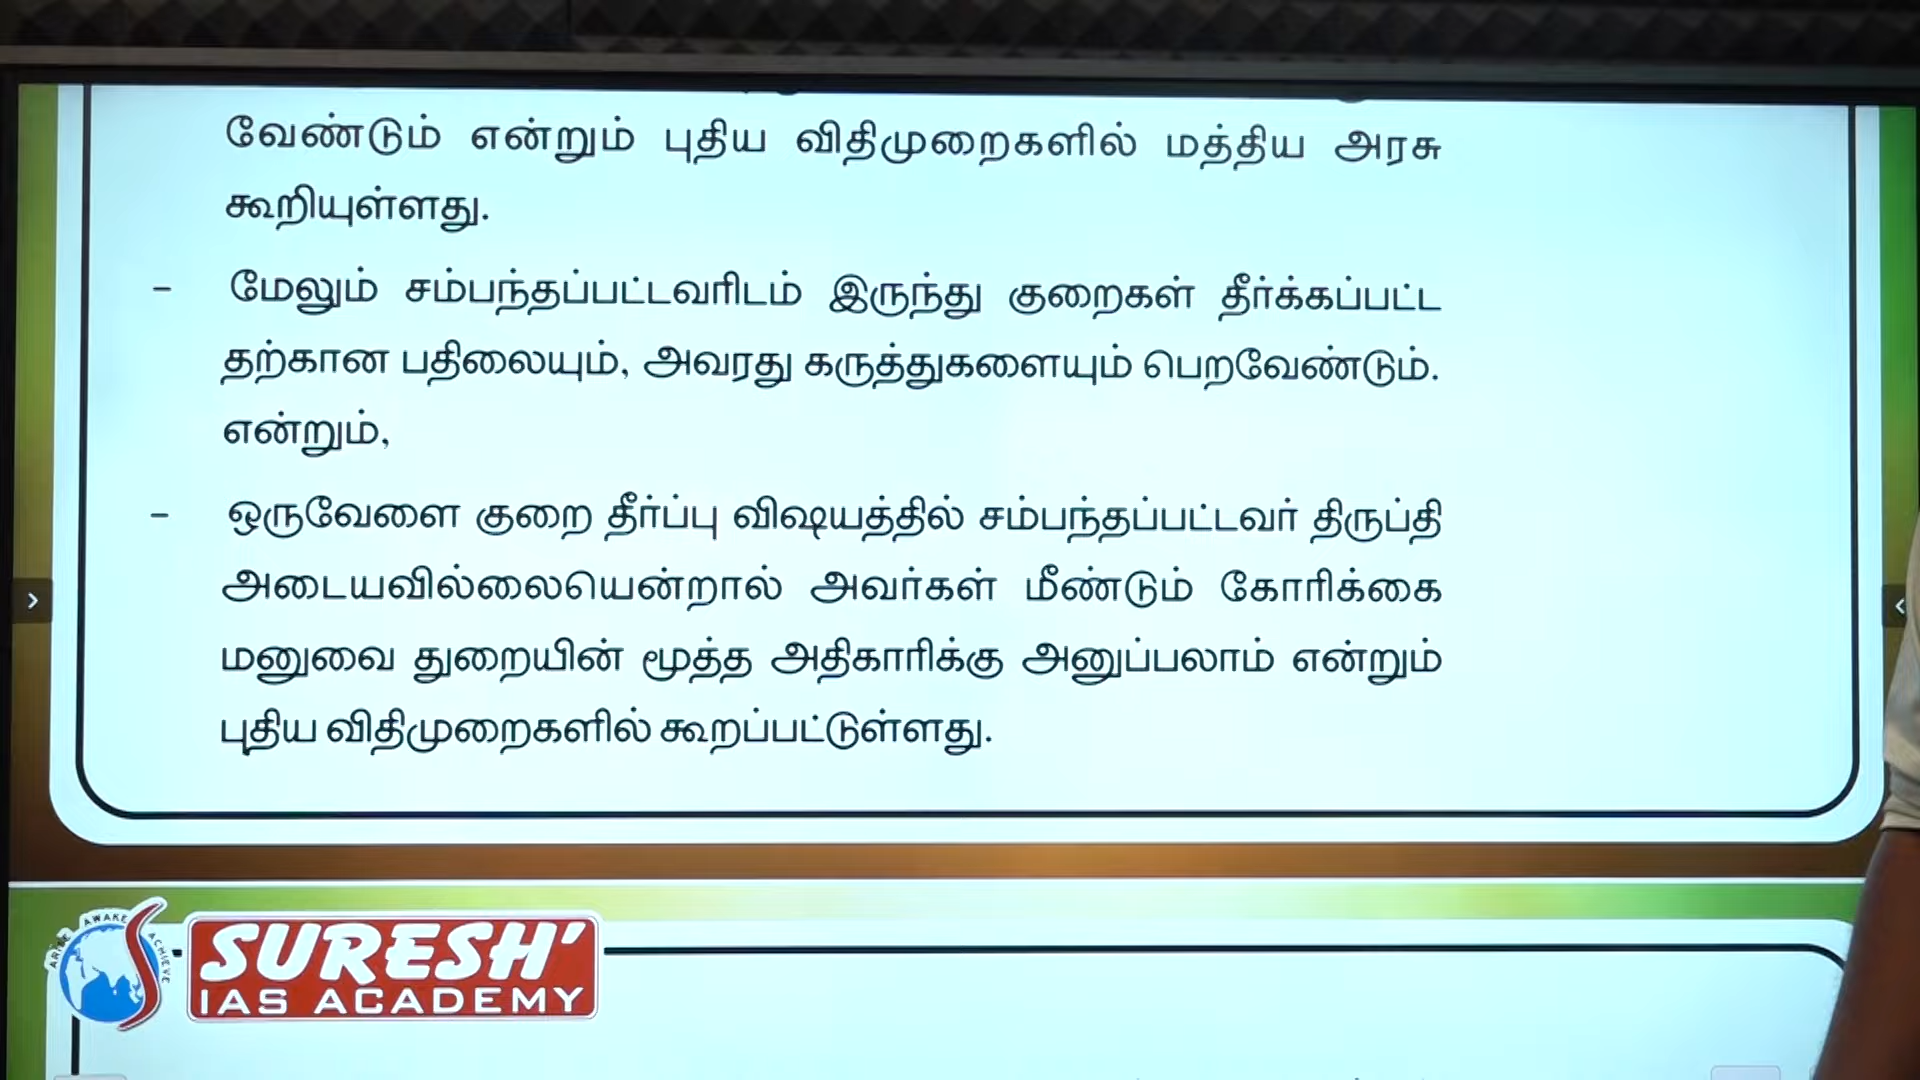 வேண்டும் என்றும் புதிய விதிமுறைகளில் மத்திய அரசு
கூறியுள்ளது.
- மேலும் சம்பந்தப்பட்டவரிடம் இருந்து குறைகள் தீர்க்கப்பட்ட
தற்கான பதிலையும், அவரது கருத்துகளையும் பெறவேண்டும்.
என்றும்,
- ஒருவேளை குறை தீர்ப்பு விஷயத்தில் சம்பந்தப்பட்டவர் திருப்தி
அடையவில்லையென்றால் அவர்கள் மீண்டும் கோரிக்கை
மனுவை துறையின் மூத்த அதிகாரிக்கு அனுப்பலாம் என்றும்
புதிய விதிமுறைகளில் கூறப்பட்டுள்ளது.
ARISE AWAKE ACHIEVE
SURESH'
IAS ACADEMY